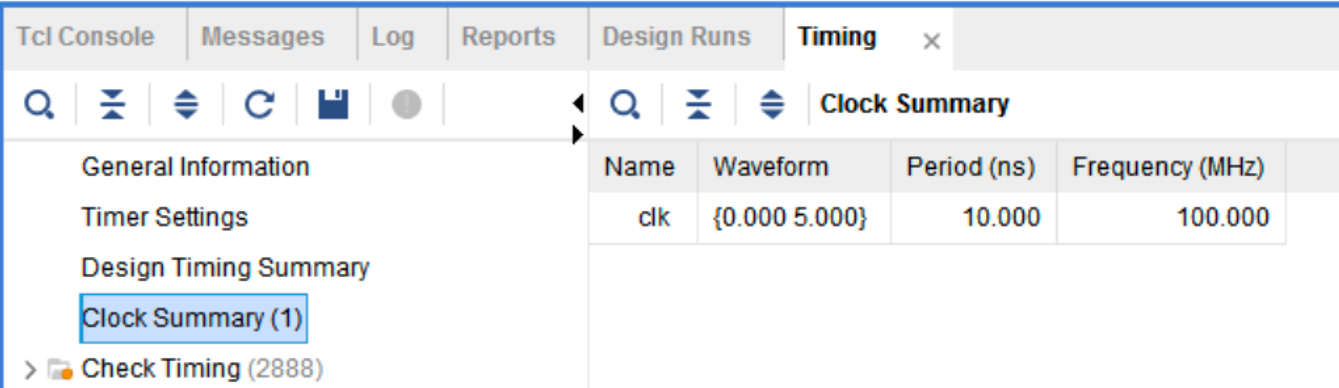 Tcl Console Messages Log Reports Design Runs Timing
Clock Summary
General Information
Timer Settings
Design Timing Summary
Clock Summary (1)
Check Timing (2888)
Name Waveform Period (ns) Frequency (MHz)
clk {0.000 5.000} 10.000 100.000